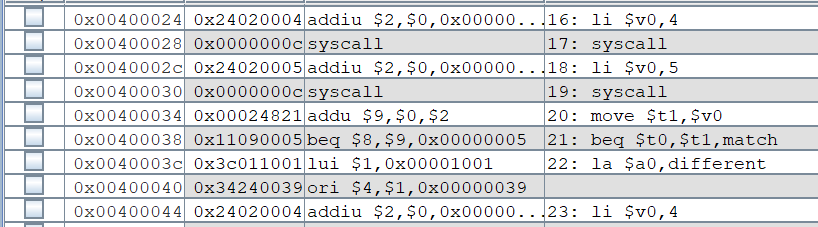 0x00400024 0x24020004 addiu $2,$0,0x00000... 16: li $v0,4
0x00400028 0x0000000c syscall 17: syscall
0x0040002c 0x24020005 addiu $2,$0,0x00000... 18: li $v0,5
0x00400030 0x0000000c syscall 19: syscall
0x00400034 0x00024821 addu $9,$0,$2 20: move $t1,$v0
0x00400038 0x11090005 beq $8,$9,0x00000005 21: beq $t0,$t1,match
0x0040003c 0x3c011001 lui $1,0x00001001 22: la $a0,different
0x00400040 0x34240039 ori $4,$1,0x00000039
0x00400044 0x24020004 addiu $2,$0,0x00000... 23: li $v0,4